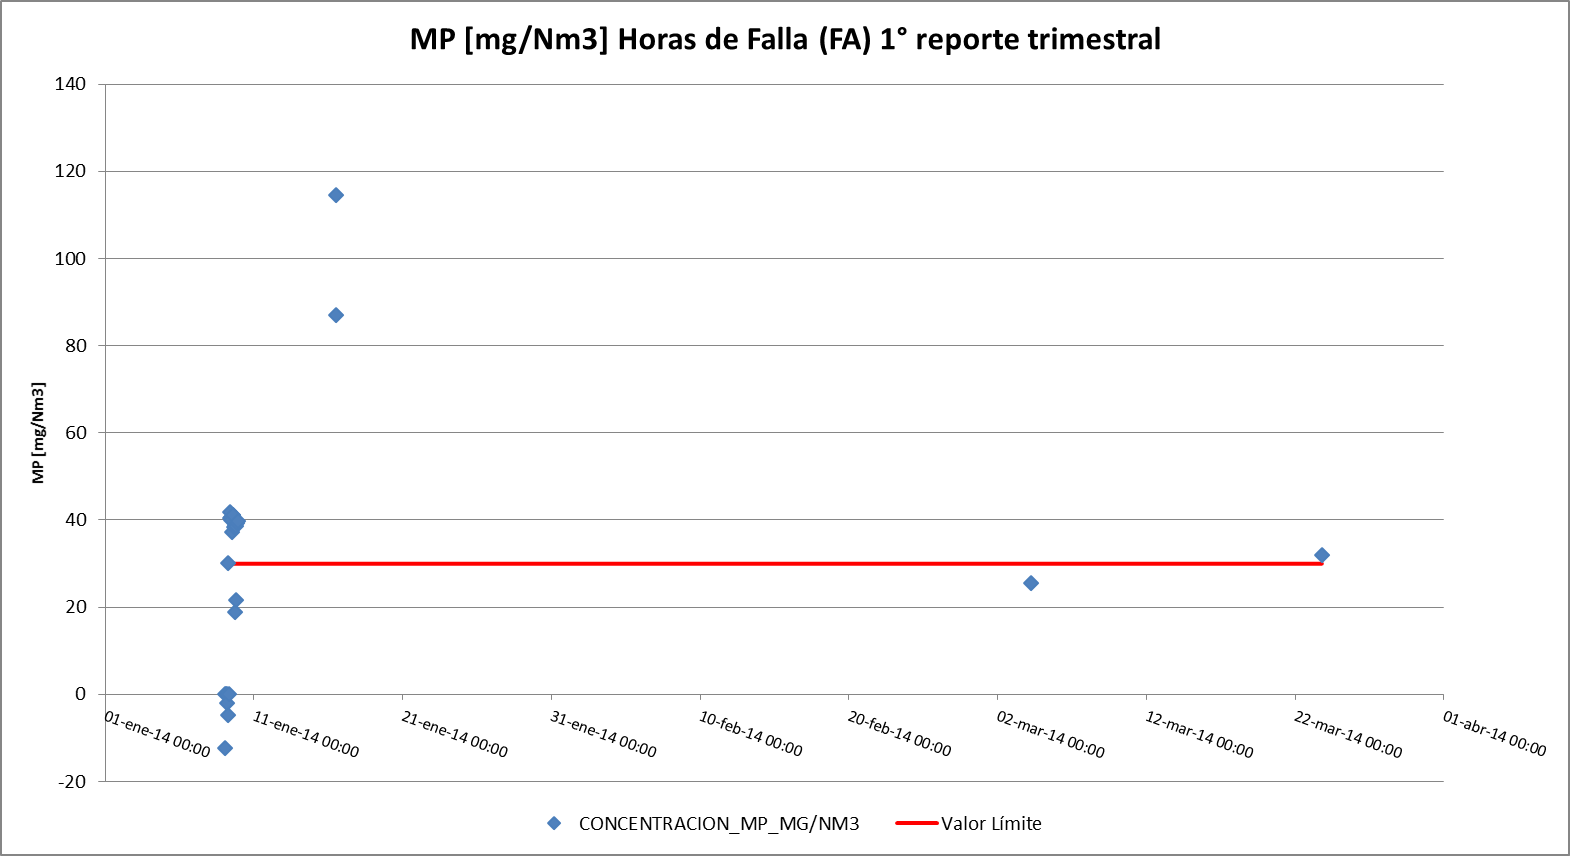 MP [mg/Nm3] Horas de Falla (FA) 1° reporte trimestral
140
120
100
80
60
40
20
0
-20
MP [mg/Nm3]
01-ene-14 00:00
11-ene-14 00:00
21-ene-14 00:00
31-ene-14 00:00
10-feb-14 00:00
20-feb-14 00:00
02-mar-14 00:00
12-mar-14 00:00
22-mar-14 00:00
01-abr-14 00:00
CONCENTRACION_MP_MG/NM3
Valor Límite